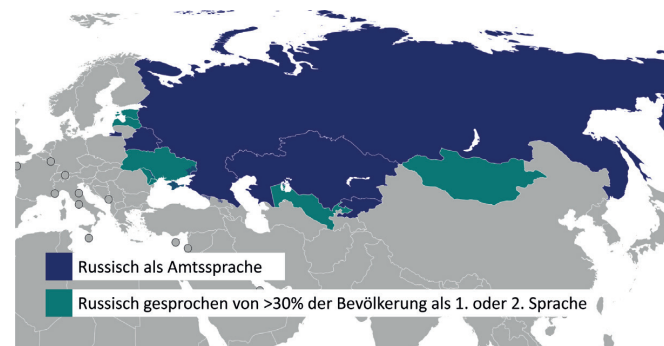 Russisch als Amtssprache
Russisch gesprochen von >30% der Bevölkerung als 1. oder 2. Sprache